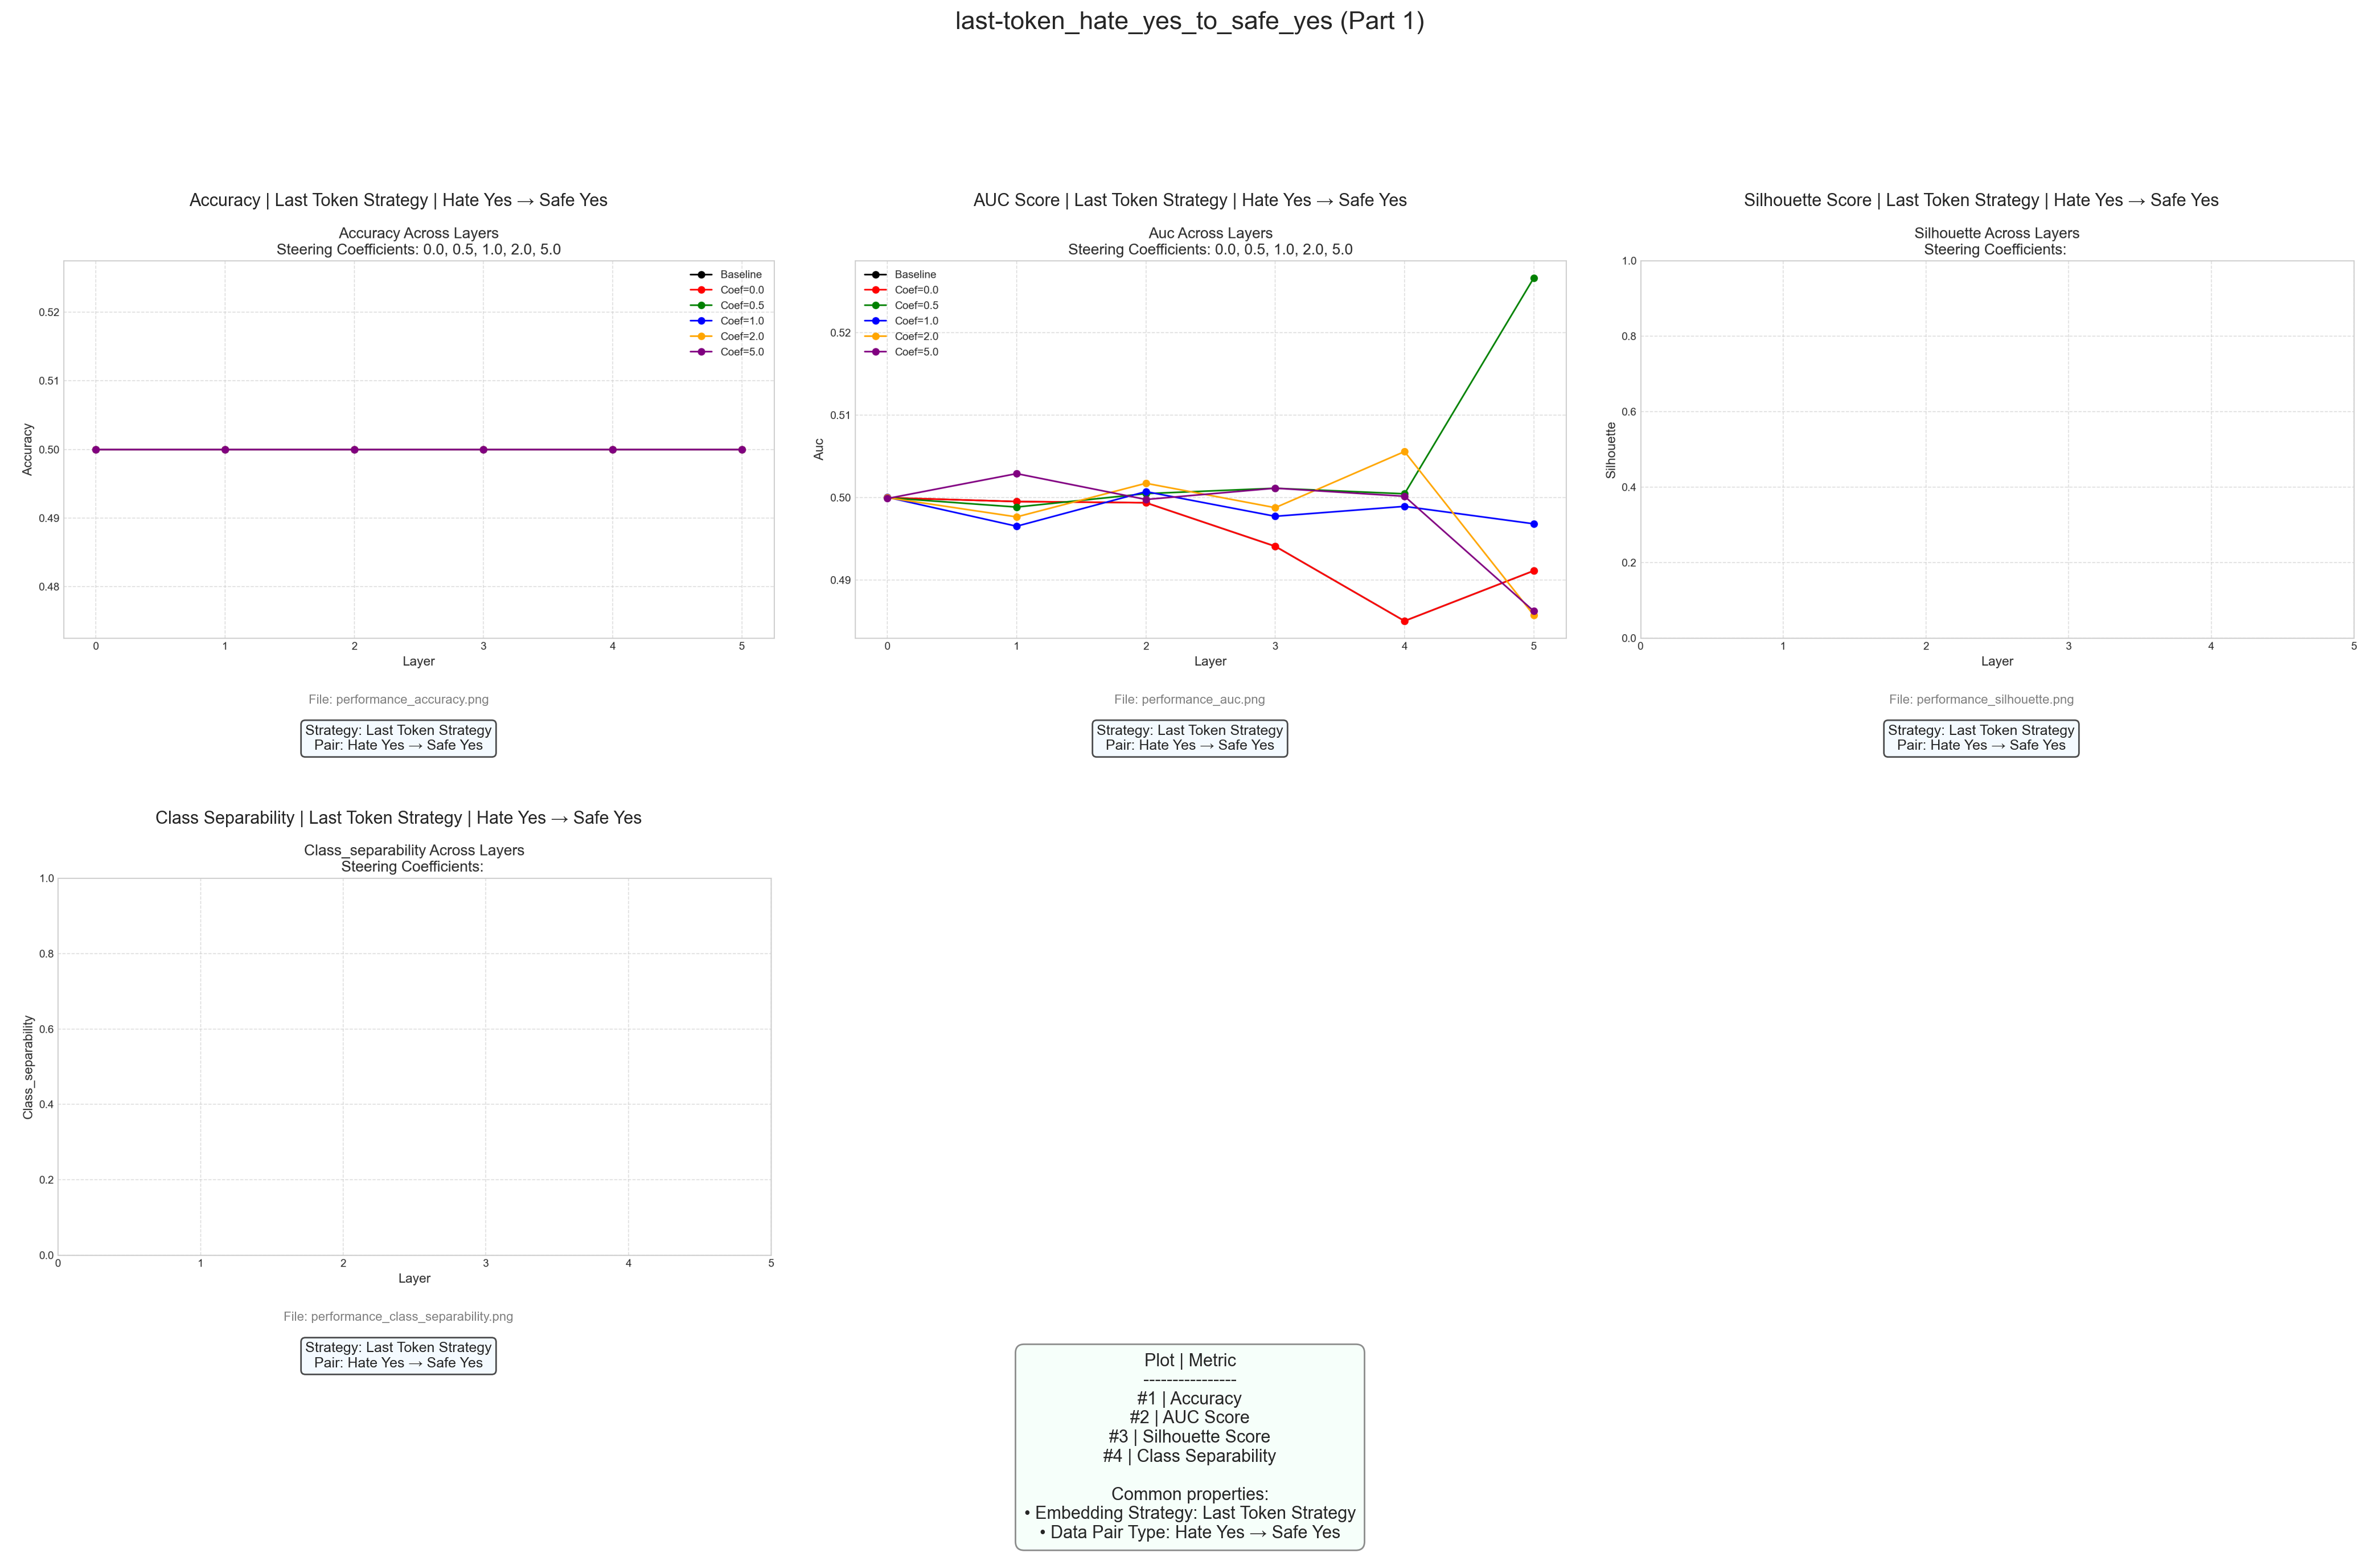 last-token_hate_yes_to_safe_yes (Part 1)
Accuracy | Last Token Strategy | Hate Yes → Safe Yes
Accuracy Across Layers
Steering Coefficients: 0.0, 0.5, 1.0, 2.0, 5.0
Baseline
Coef=0.0
Coef=0.5
Coef=1.0
Coef=2.0
Coef=5.0
0.52
0.51
0.50
0.49
0.48
Accuracy
0 1 2 3 4 5
Layer
File: performance_accuracy.png
Strategy: Last Token Strategy
Pair: Hate Yes → Safe Yes
AUC Score | Last Token Strategy | Hate Yes → Safe Yes
Auc Across Layers
Steering Coefficients: 0.0, 0.5, 1.0, 2.0, 5.0
Baseline
Coef=0.0
Coef=0.5
Coef=1.0
Coef=2.0
Coef=5.0
0.52
0.51
0.50
0.49
Auc
0 1 2 3 4 5
Layer
File: performance_auc.png
Strategy: Last Token Strategy
Pair: Hate Yes → Safe Yes
Silhouette Score | Last Token Strategy | Hate Yes → Safe Yes
Silhouette Across Layers
Steering Coefficients:
1.0
0.8
0.6
0.4
0.2
0.0
Silhouette
0 1 2 3 4 5
Layer
File: performance_silhouette.png
Strategy: Last Token Strategy
Pair: Hate Yes → Safe Yes
Class Separability | Last Token Strategy | Hate Yes → Safe Yes
Class_separability Across Layers
Steering Coefficients:
1.0
0.8
0.6
0.4
0.2
0.0
Class_separability
0 1 2 3 4 5
Layer
File: performance_class_separability.png
Strategy: Last Token Strategy
Pair: Hate Yes → Safe Yes
Plot | Metric
----------------
#1 | Accuracy
#2 | AUC Score
#3 | Silhouette Score
#4 | Class Separability
Common properties:
• Embedding Strategy: Last Token Strategy
• Data Pair Type: Hate Yes → Safe Yes